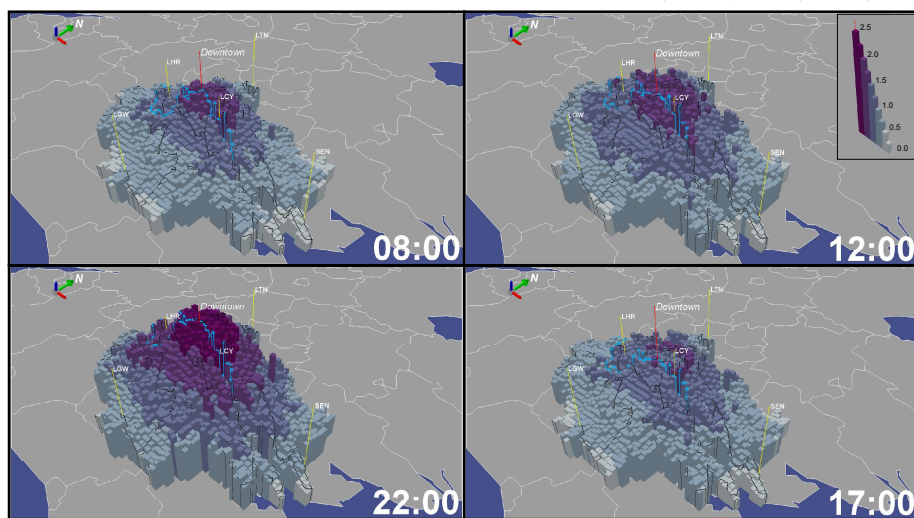 N
LTN
Downtown
LHR
LCY
LGW
SEN
08:00
N
LTN
Downtown
LHR
LCY
LGW
SEN
12:00
2.5
2.0
1.5
1.0
0.5
0.0
N
LTN
Downtown
LHR
LCY
LGW
SEN
22:00
N
LTN
Downtown
LHR
LCY
LGW
SEN
17:00